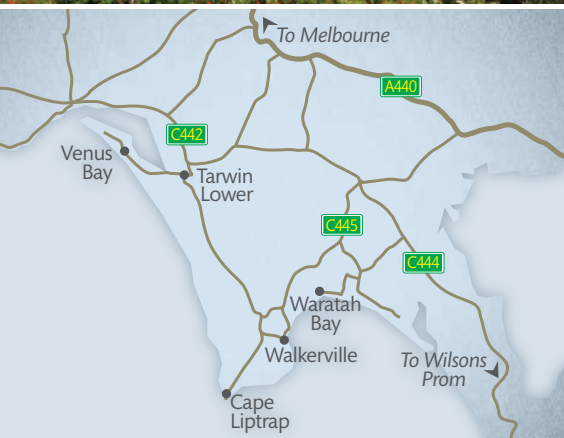 To Melbourne
A440
C442
Venus
Bay
Tarwin
Lower
C445
C444
Waratah
Bay
Walkerville
To Wilsons
Prom
Cape
Liptrap